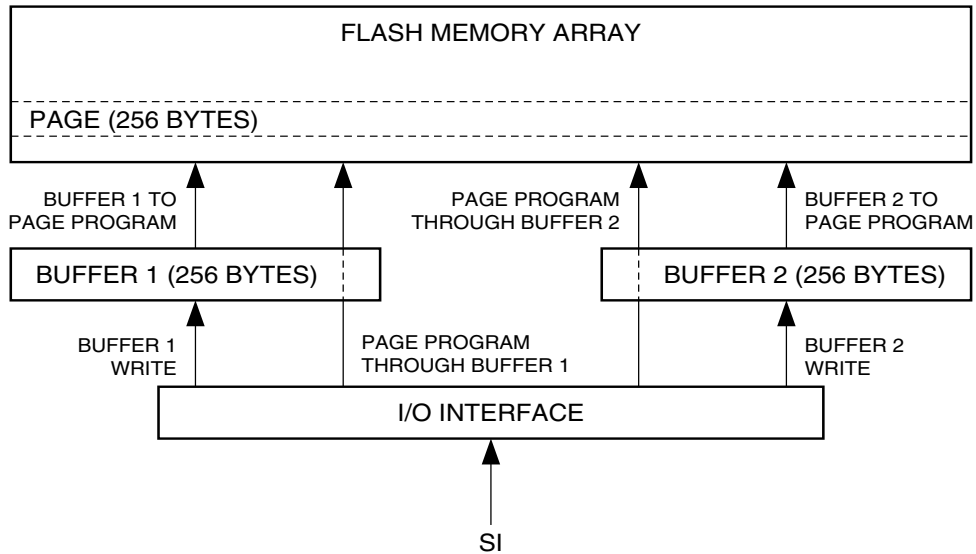 FLASH MEMORY ARRAY
PAGE (256 BYTES)
BUFFER 1 TO
PAGE PROGRAM
PAGE PROGRAM
THROUGH BUFFER 2
BUFFER 2 TO
PAGE PROGRAM
BUFFER 1 (256 BYTES)
BUFFER 2 (256 BYTES)
BUFFER 1
WRITE
PAGE PROGRAM
THROUGH BUFFER 1
BUFFER 2
WRITE
I/O INTERFACE
SI